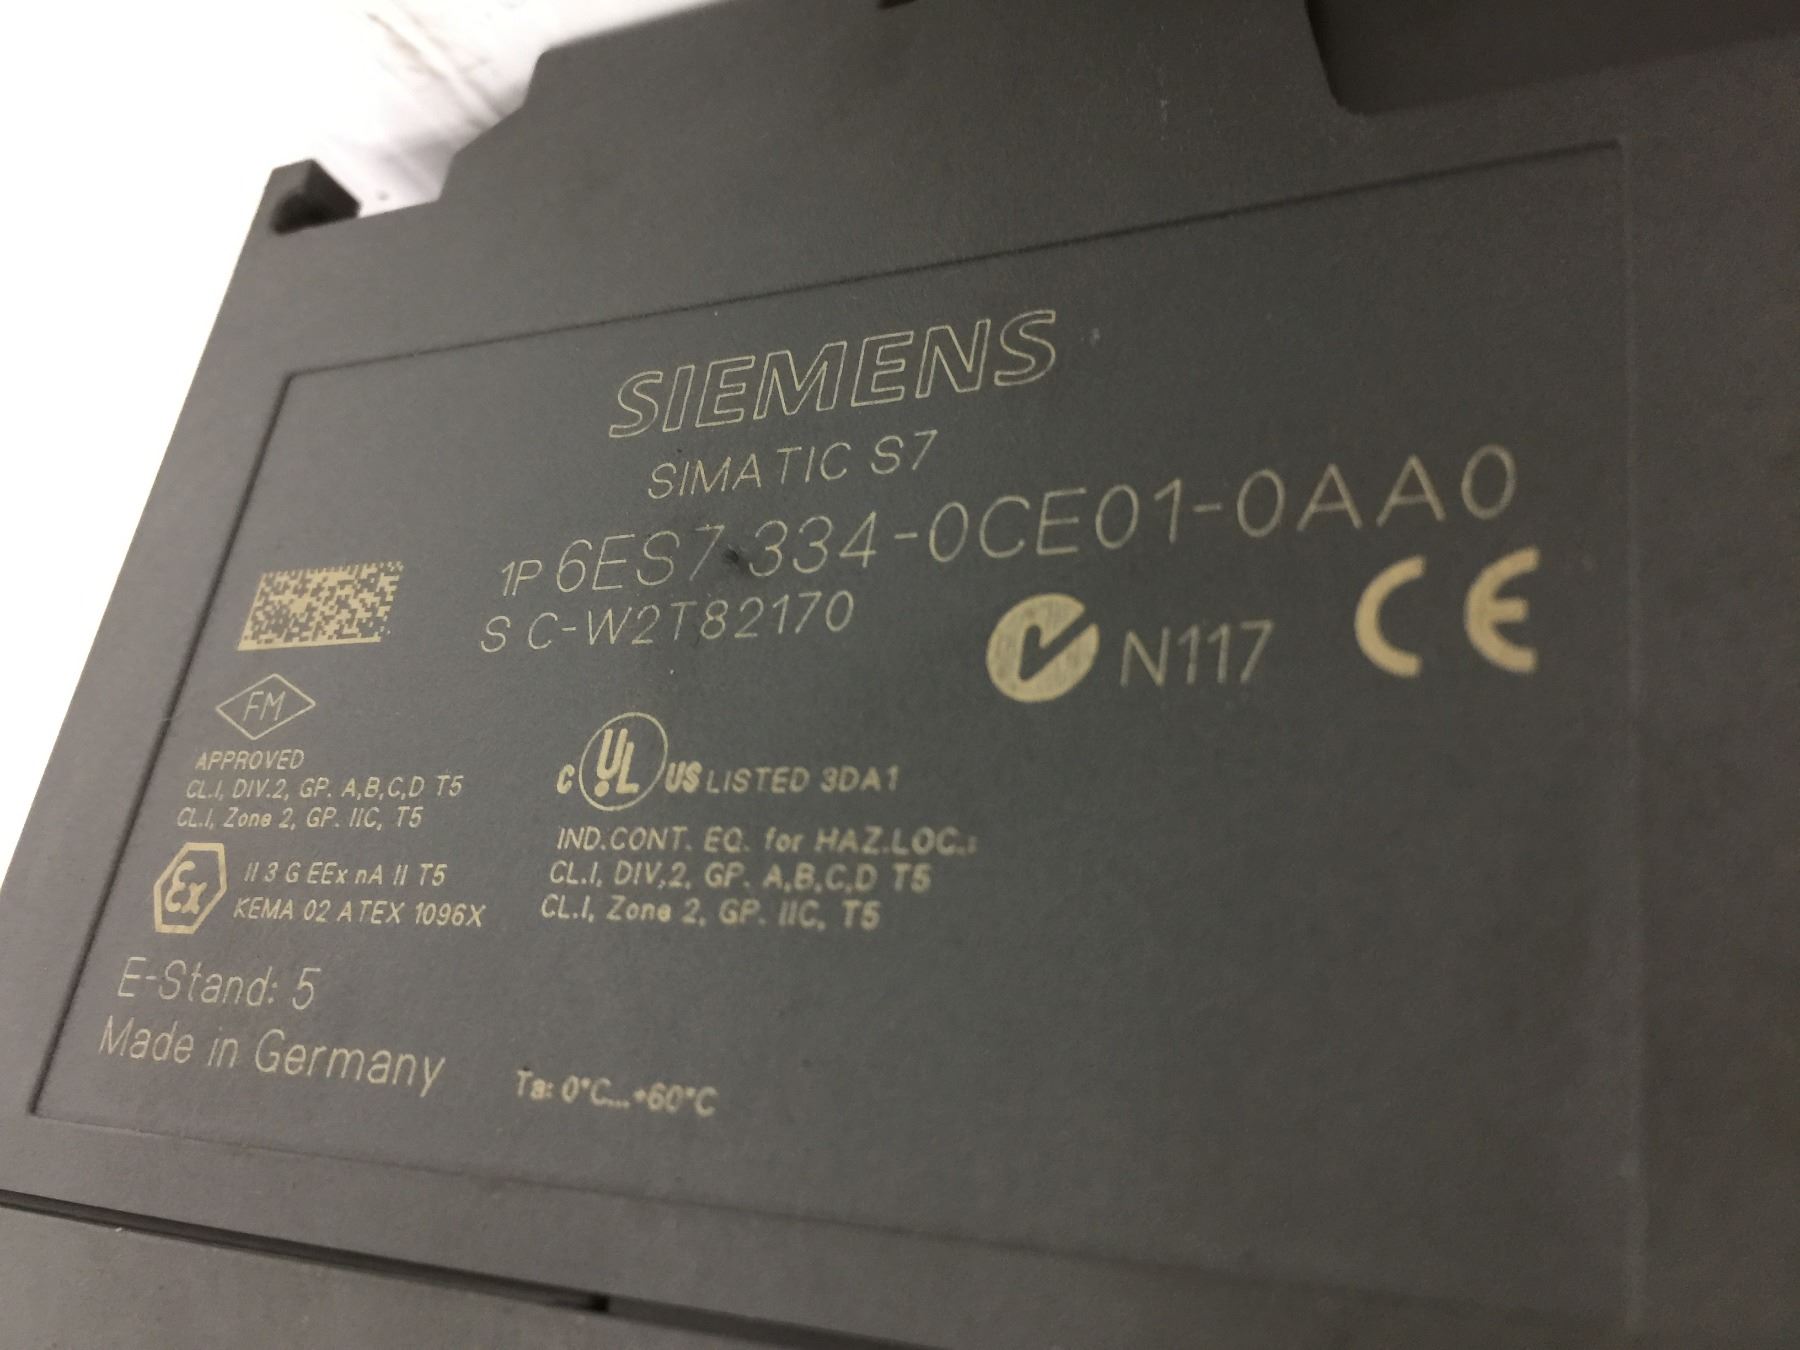 SIEMENS
SIMATIC S7
1P 6ES7 334-0CE01-0AA0
S C-W2T82170
N117 CE
FM
APPROVED
CL.I, DIV.2, GP. A,B,C,D T5
CL.I, Zone 2, GP. IIC, T5
c UL US LISTED 3DA1
IND.CONT. EQ. for HAZ.LOC.:
CL.I, DIV.2, GP. A,B,C,D T5
CL.I, Zone 2, GP. IIC, T5
Ex II 3 G EEx nA II T5
KEMA 02 ATEX 1096X
E-Stand: 5
Made in Germany
Ta: 0°C...+60°C